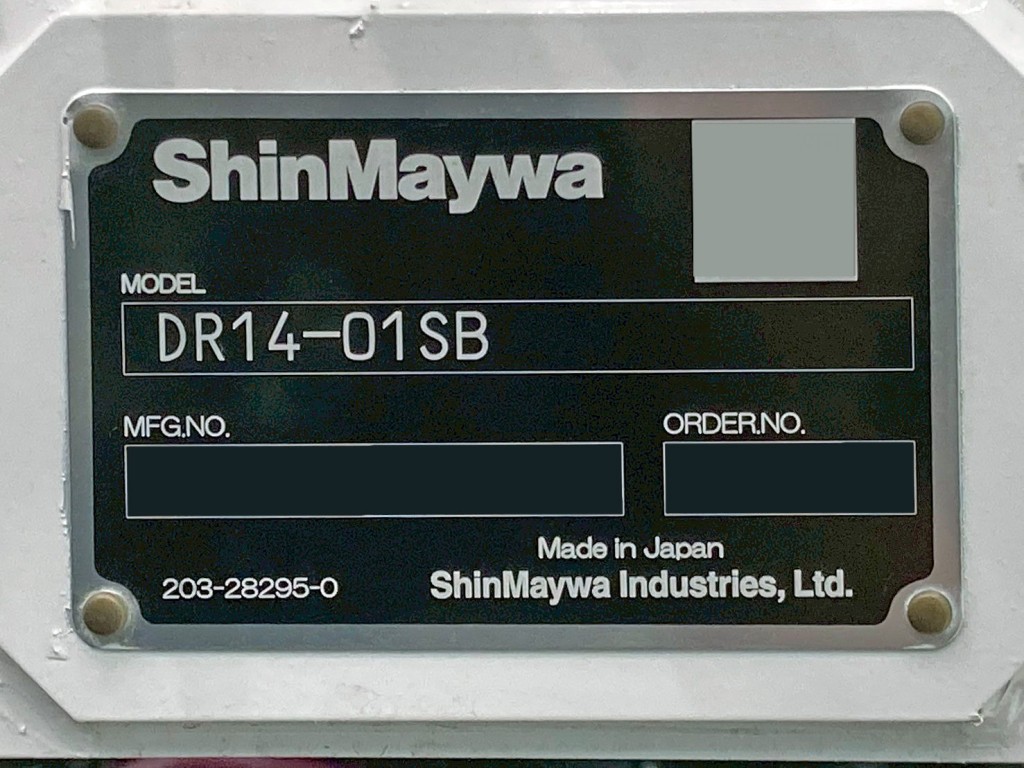 ShinMaywa
MODEL
DR14-01SB
MFG.NO. ORDER.NO.
Made in Japan
203-28295-0 ShinMaywa Industries, Ltd.